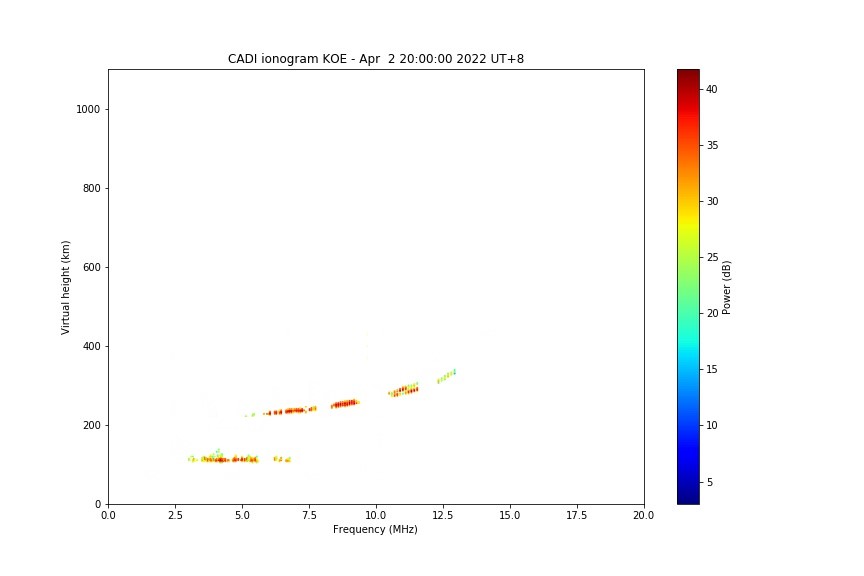 CADI ionogram KOE - Apr  2 20:00:00 2022 UT+8
1000
800
600
400
200
0
Virtual height (km)
0.0 2.5 5.0 7.5 10.0 12.5 15.0 17.5 20.0
Frequency (MHz)
40
35
30
25
20
15
10
5
Power (dB)